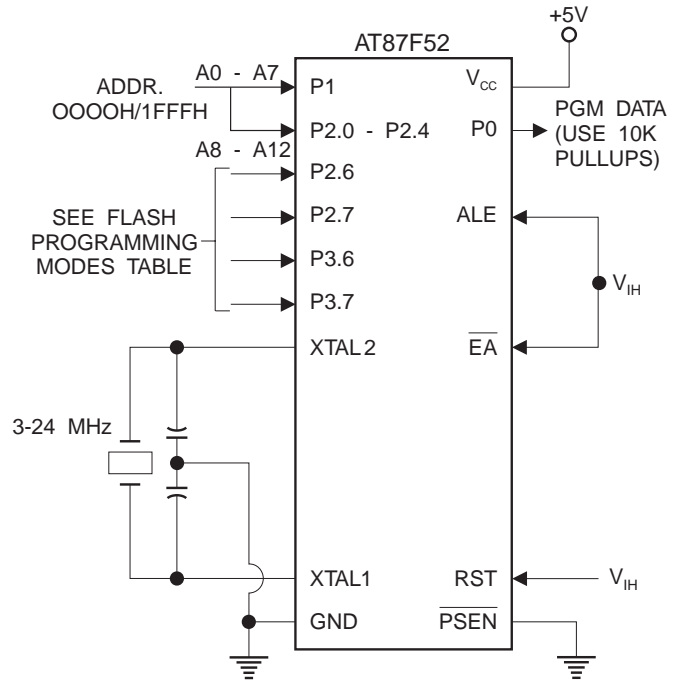 +5V
AT87F52
ADDR.
OOOOH/1FFFH
A0 - A7
P1
VCC
P2.0 - P2.4
P0
PGM DATA
(USE 10K
PULLUPS)
A8 - A12
P2.6
SEE FLASH
PROGRAMMING
MODES TABLE
P2.7
ALE
P3.6
VIH
P3.7
XTAL 2
EA
3-24 MHz
XTAL1
RST
VIH
GND
PSEN